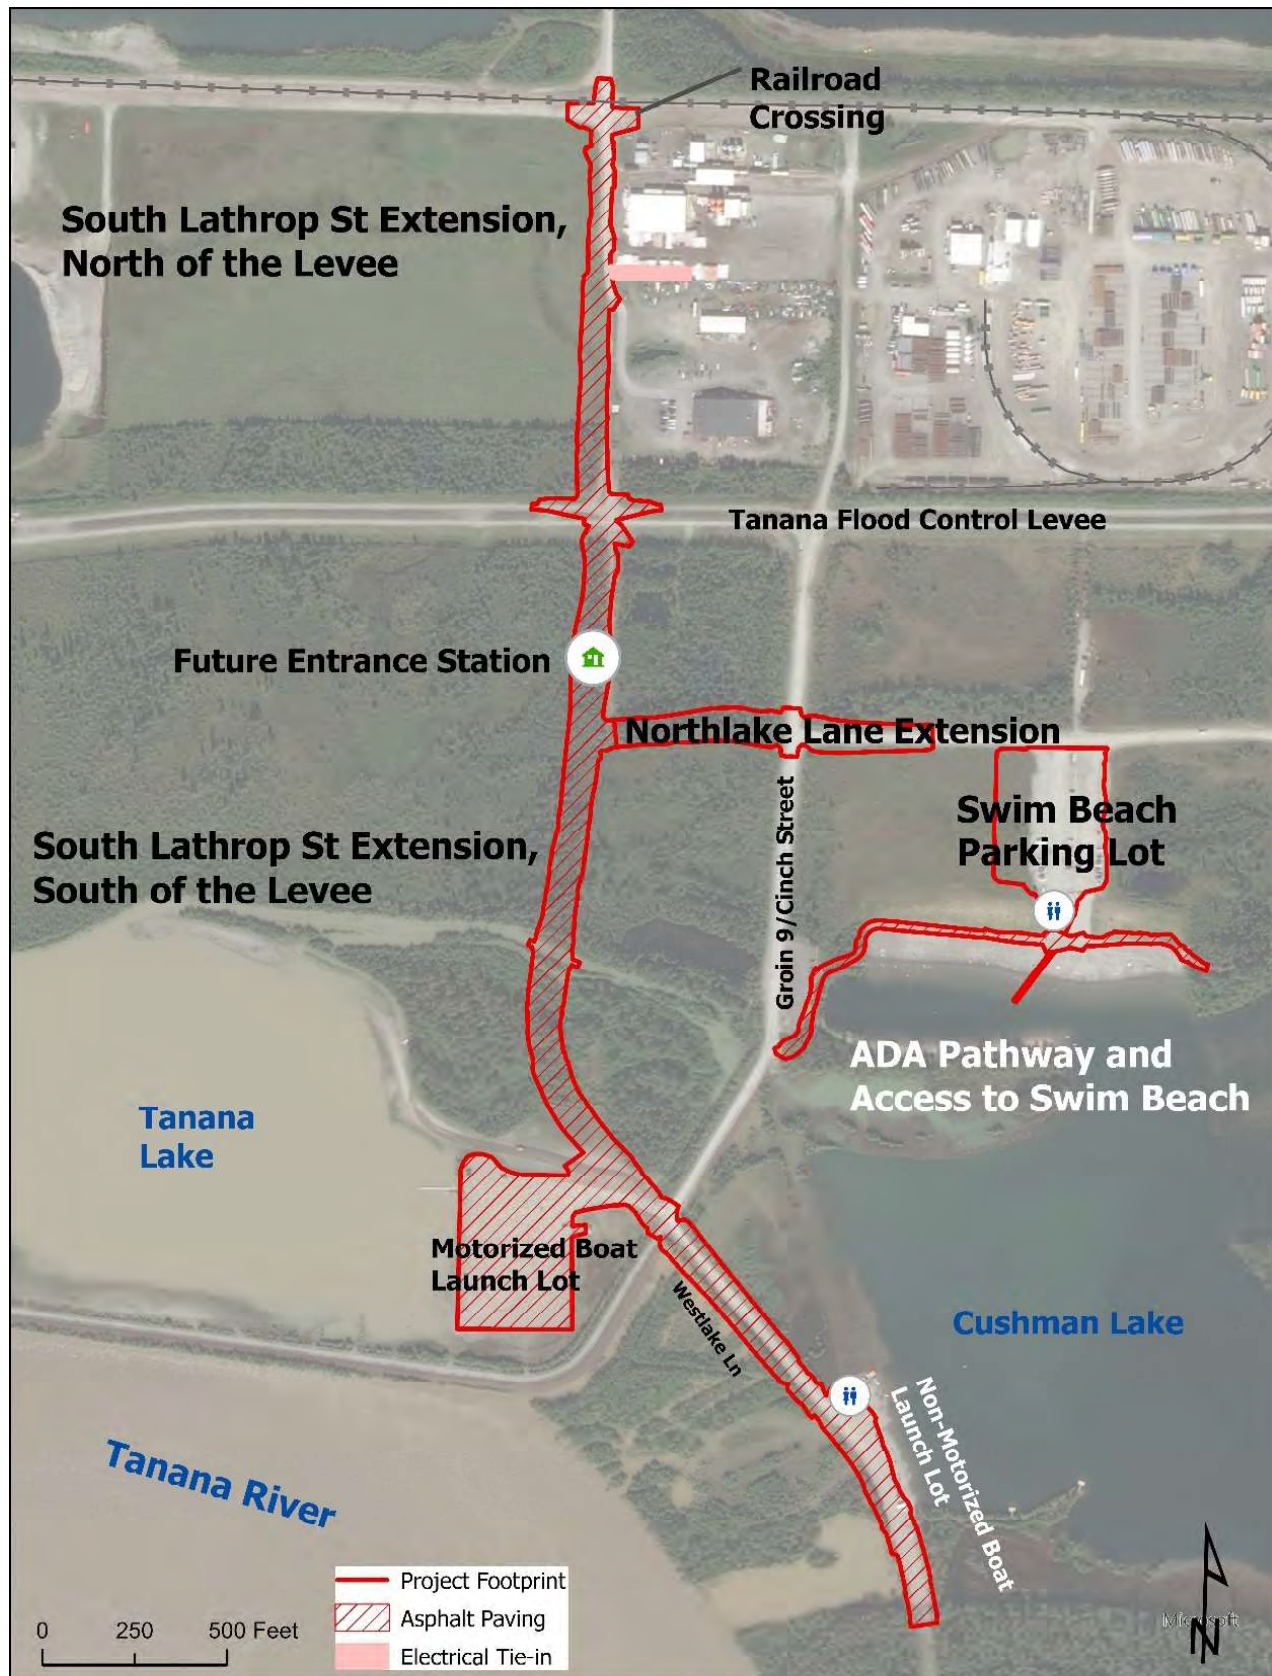 Railroad
Crossing
South Lathrop St Extension,
North of the Levee
Tanana Flood Control Levee
Future Entrance Station
Northlake Lane Extension
Swim Beach
Parking Lot
South Lathrop St Extension,
South of the Levee
Groin 9/Cinch Street
ADA Pathway and
Access to Swim Beach
Tanana
Lake
Motorized Boat
Launch Lot
Westlake Ln
Cushman Lake
Non-Motorized Boat
Launch Lot
Tanana River
Project Footprint
Asphalt Paving
Electrical Tie-in
0 250 500 Feet
Microsoft
N